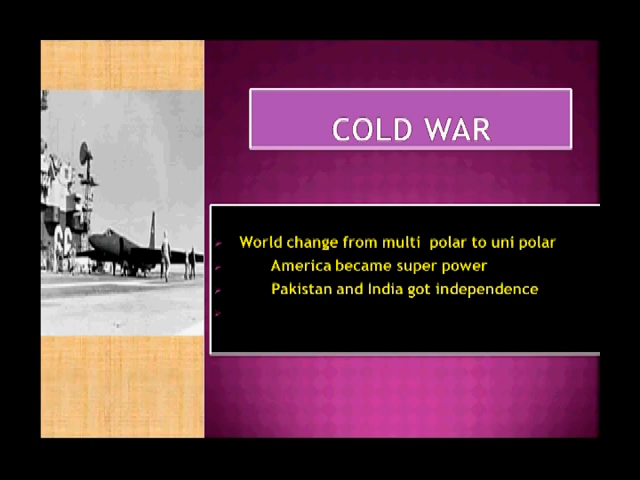 COLD WAR
World change from multi polar to uni polar
America became super power
Pakistan and India got independence
66